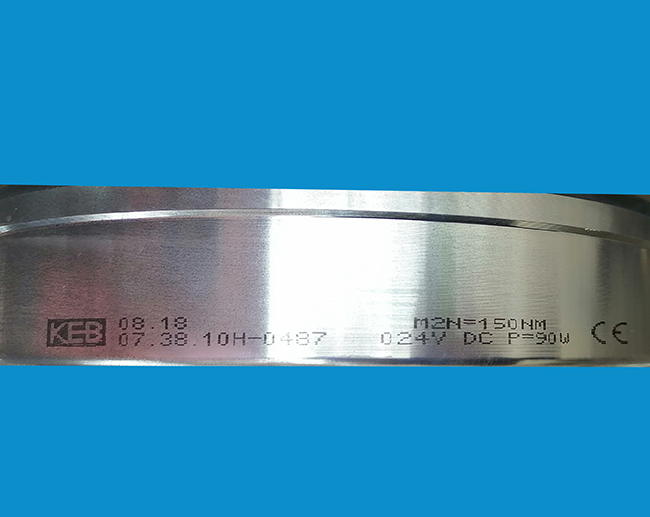 KEB
08.18
07.38.10H-0487
M2N=150NM
024V DC P=90W
CE